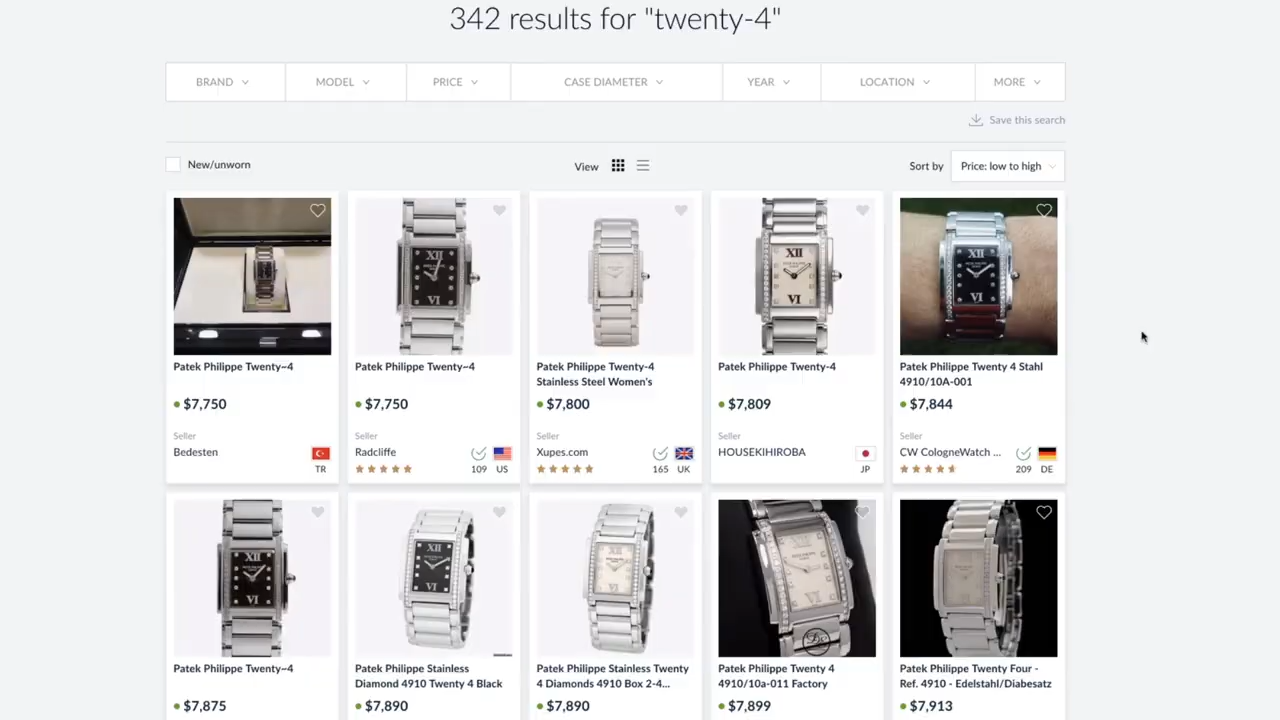 342 results for "twenty-4"
BRAND MODEL PRICE CASE DIAMETER YEAR LOCATION MORE
Save this search
New/unworn View Sort by Price: low to high
Patek Philippe Twenty~4
$7,750
Seller
Bedesten
TR
Patek Philippe Twenty~4
$7,750
Seller
Radcliffe
109 US
Patek Philippe Twenty-4
Stainless Steel Women's
$7,800
Seller
Xupes.com
165 UK
Patek Philippe Twenty-4
$7,809
Seller
HOUSEKIHIROBA
JP
Patek Philippe Twenty 4 Stahl
4910/10A-001
$7,844
Seller
CW CologneWatch ...
209 DE
Patek Philippe Twenty~4
$7,875
Patek Philippe Stainless
Diamond 4910 Twenty 4 Black
$7,890
Patek Philippe Stainless Twenty
4 Diamonds 4910 Box 2-4...
$7,890
Patek Philippe Twenty 4
4910/10a-011 Factory
$7,899
Patek Philippe Twenty Four -
Ref. 4910 - Edelstahl/Diabesatz
$7,913